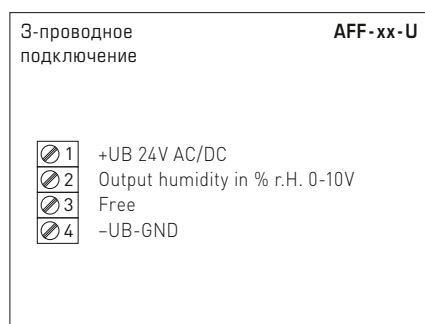 3-проводное
подключение
AFF-xx-U
1 +UB 24V AC/DC
2 Output humidity in % r.H. 0-10V
3 Free
4 –UB-GND